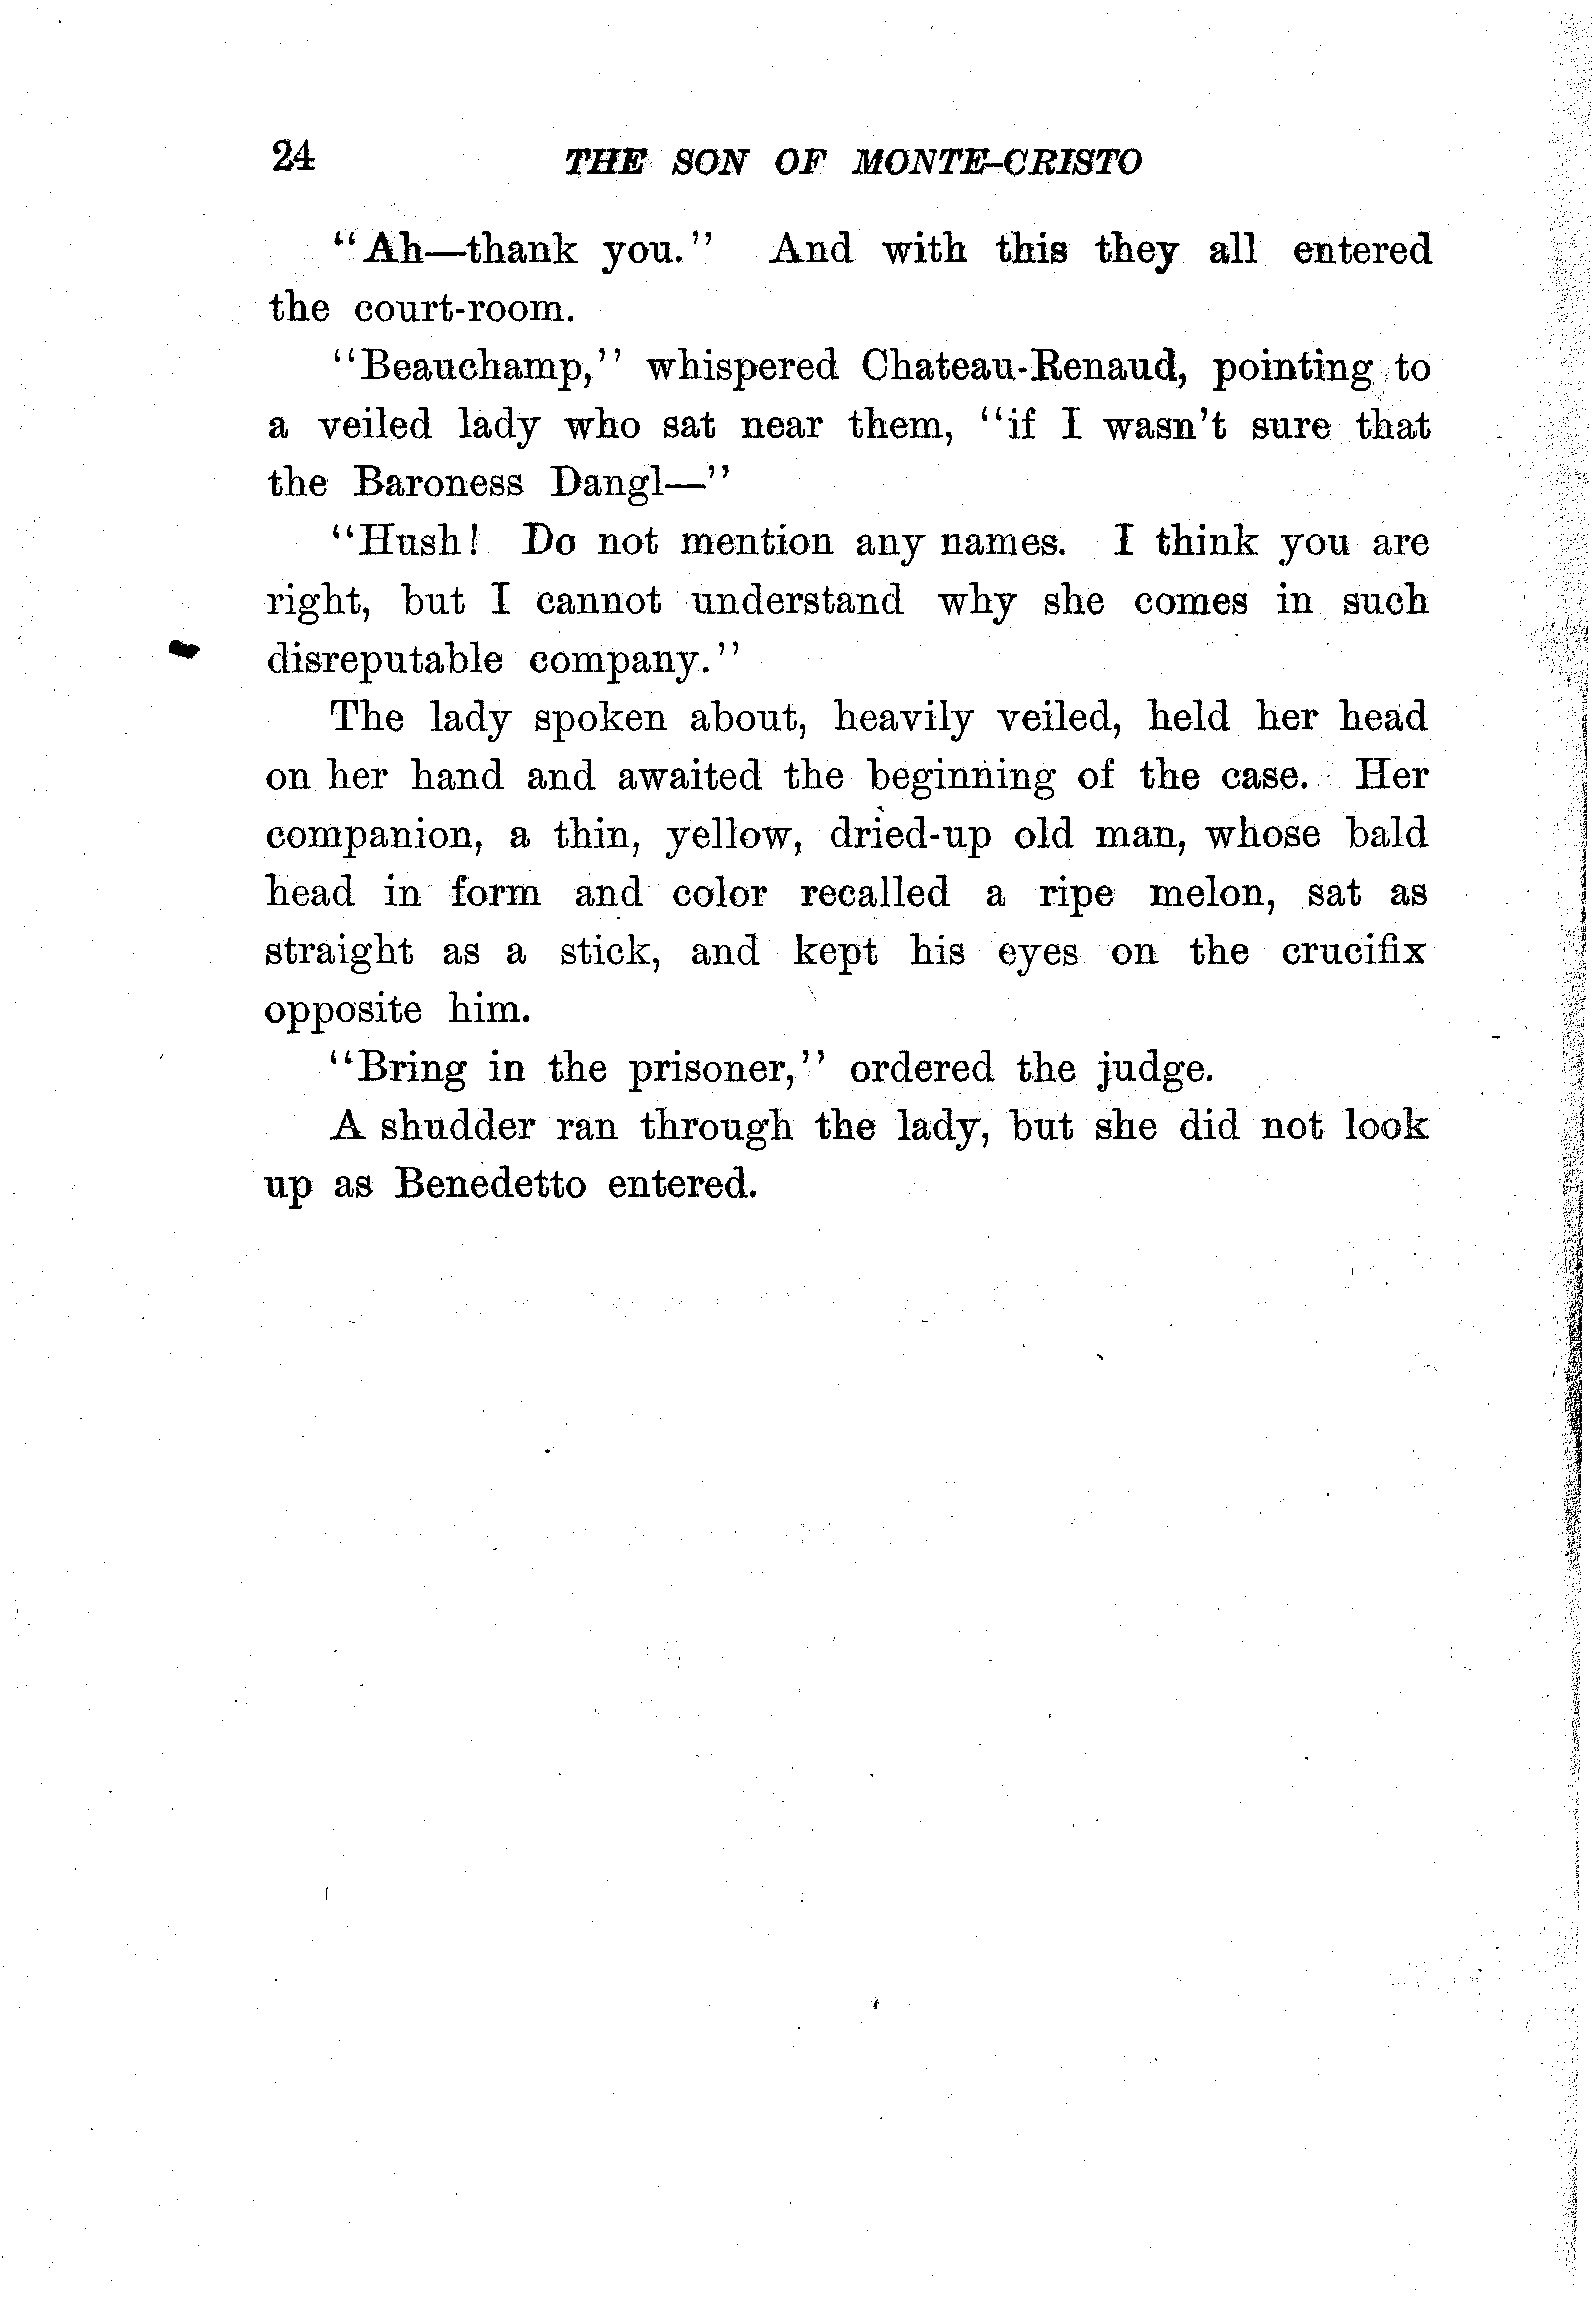 24 THE SON OF MONTE-CRISTO
"Ah—thank you." And with this they all entered
the court-room.
"Beauchamp," whispered Chateau-Renaud, pointing to
a veiled lady who sat near them, "if I wasn't sure that
the Baroness Dangl—"
"Hush! Do not mention any names. I think you are
right, but I cannot understand why she comes in such
disreputable company."
The lady spoken about, heavily veiled, held her head
on her hand and awaited the beginning of the case. Her
companion, a thin, yellow, dried-up old man, whose bald
head in form and color recalled a ripe melon, sat as
straight as a stick, and kept his eyes on the crucifix
opposite him.
"Bring in the prisoner," ordered the judge.
A shudder ran through the lady, but she did not look
up as Benedetto entered.